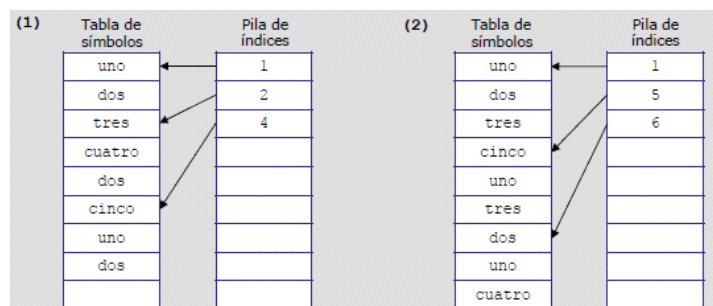 (1)
Tabla de
símbolos
Pila de
índices
uno
1
dos
2
tres
4
cuatro
dos
cinco
uno
dos
(2)
Tabla de
símbolos
Pila de
índices
uno
1
dos
5
tres
6
cinco
uno
tres
dos
uno
cuatro